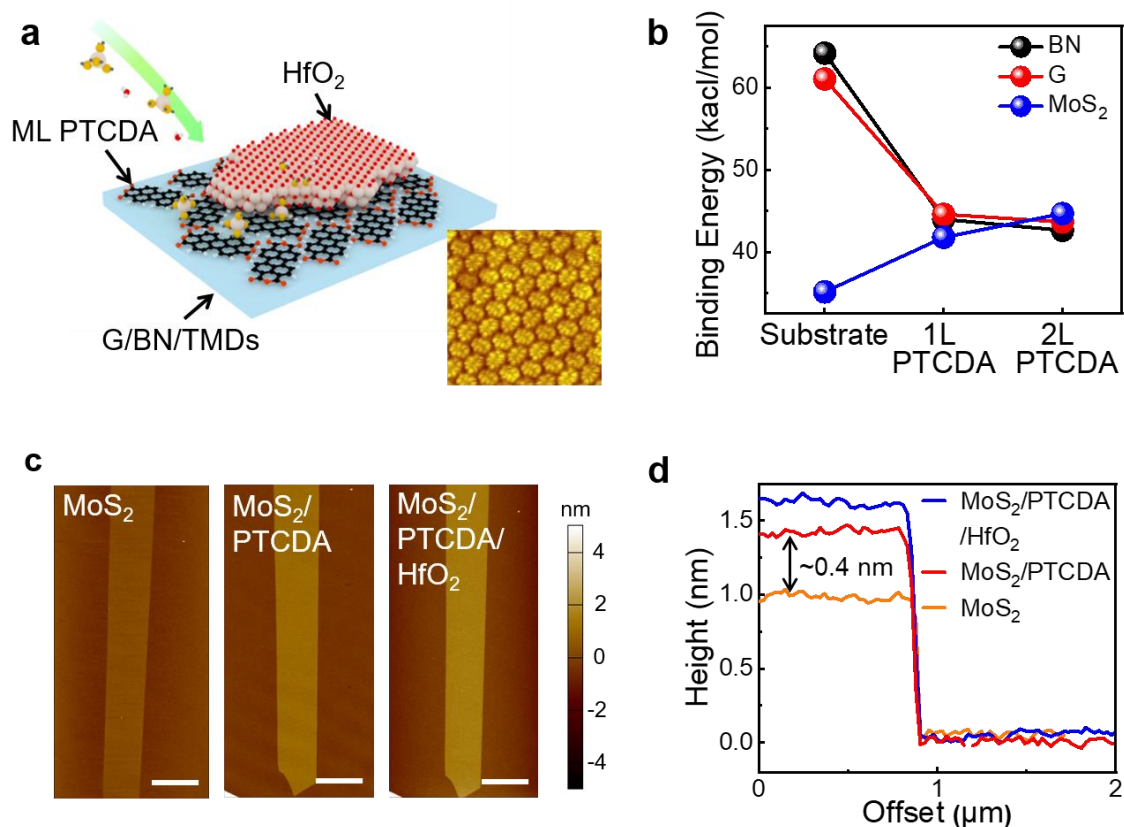 a
HfO₂
ML PTCDA
G/BN/TMDs
b
Binding Energy (kacl/mol)
60
50
40
BN
G
MoS₂
Substrate
1L
PTCDA
2L
PTCDA
c
MoS₂
MoS₂/
PTCDA
MoS₂/
PTCDA/
HfO₂
nm
4
2
0
-2
-4
d
Height (nm)
1.5
1.0
0.5
0.0
~0.4 nm
MoS₂/PTCDA
/HfO₂
MoS₂/PTCDA
MoS₂
0
1
2
Offset (μm)